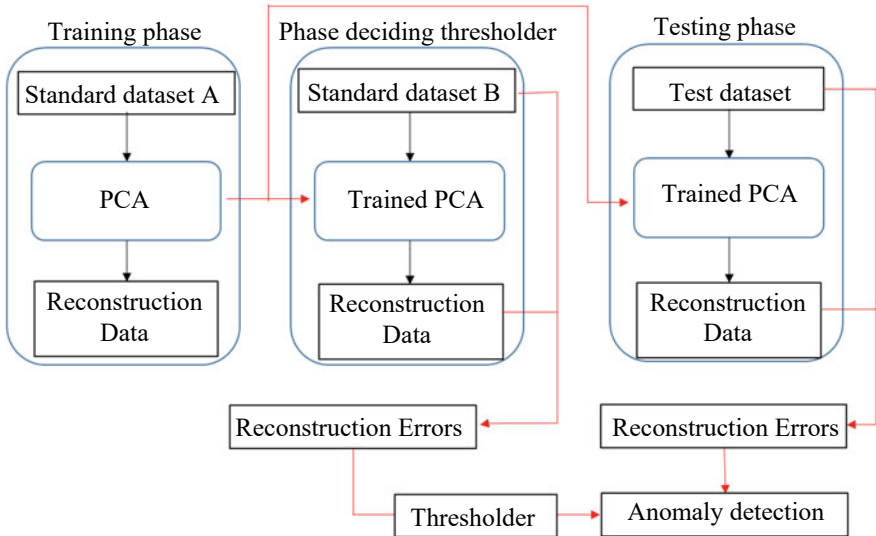 Training phase
Standard dataset A
PCA
Reconstruction
Data
Phase deciding thresholder
Standard dataset B
Trained PCA
Reconstruction
Data
Testing phase
Test dataset
Trained PCA
Reconstruction
Data
Reconstruction Errors
Reconstruction Errors
Thresholder
Anomaly detection